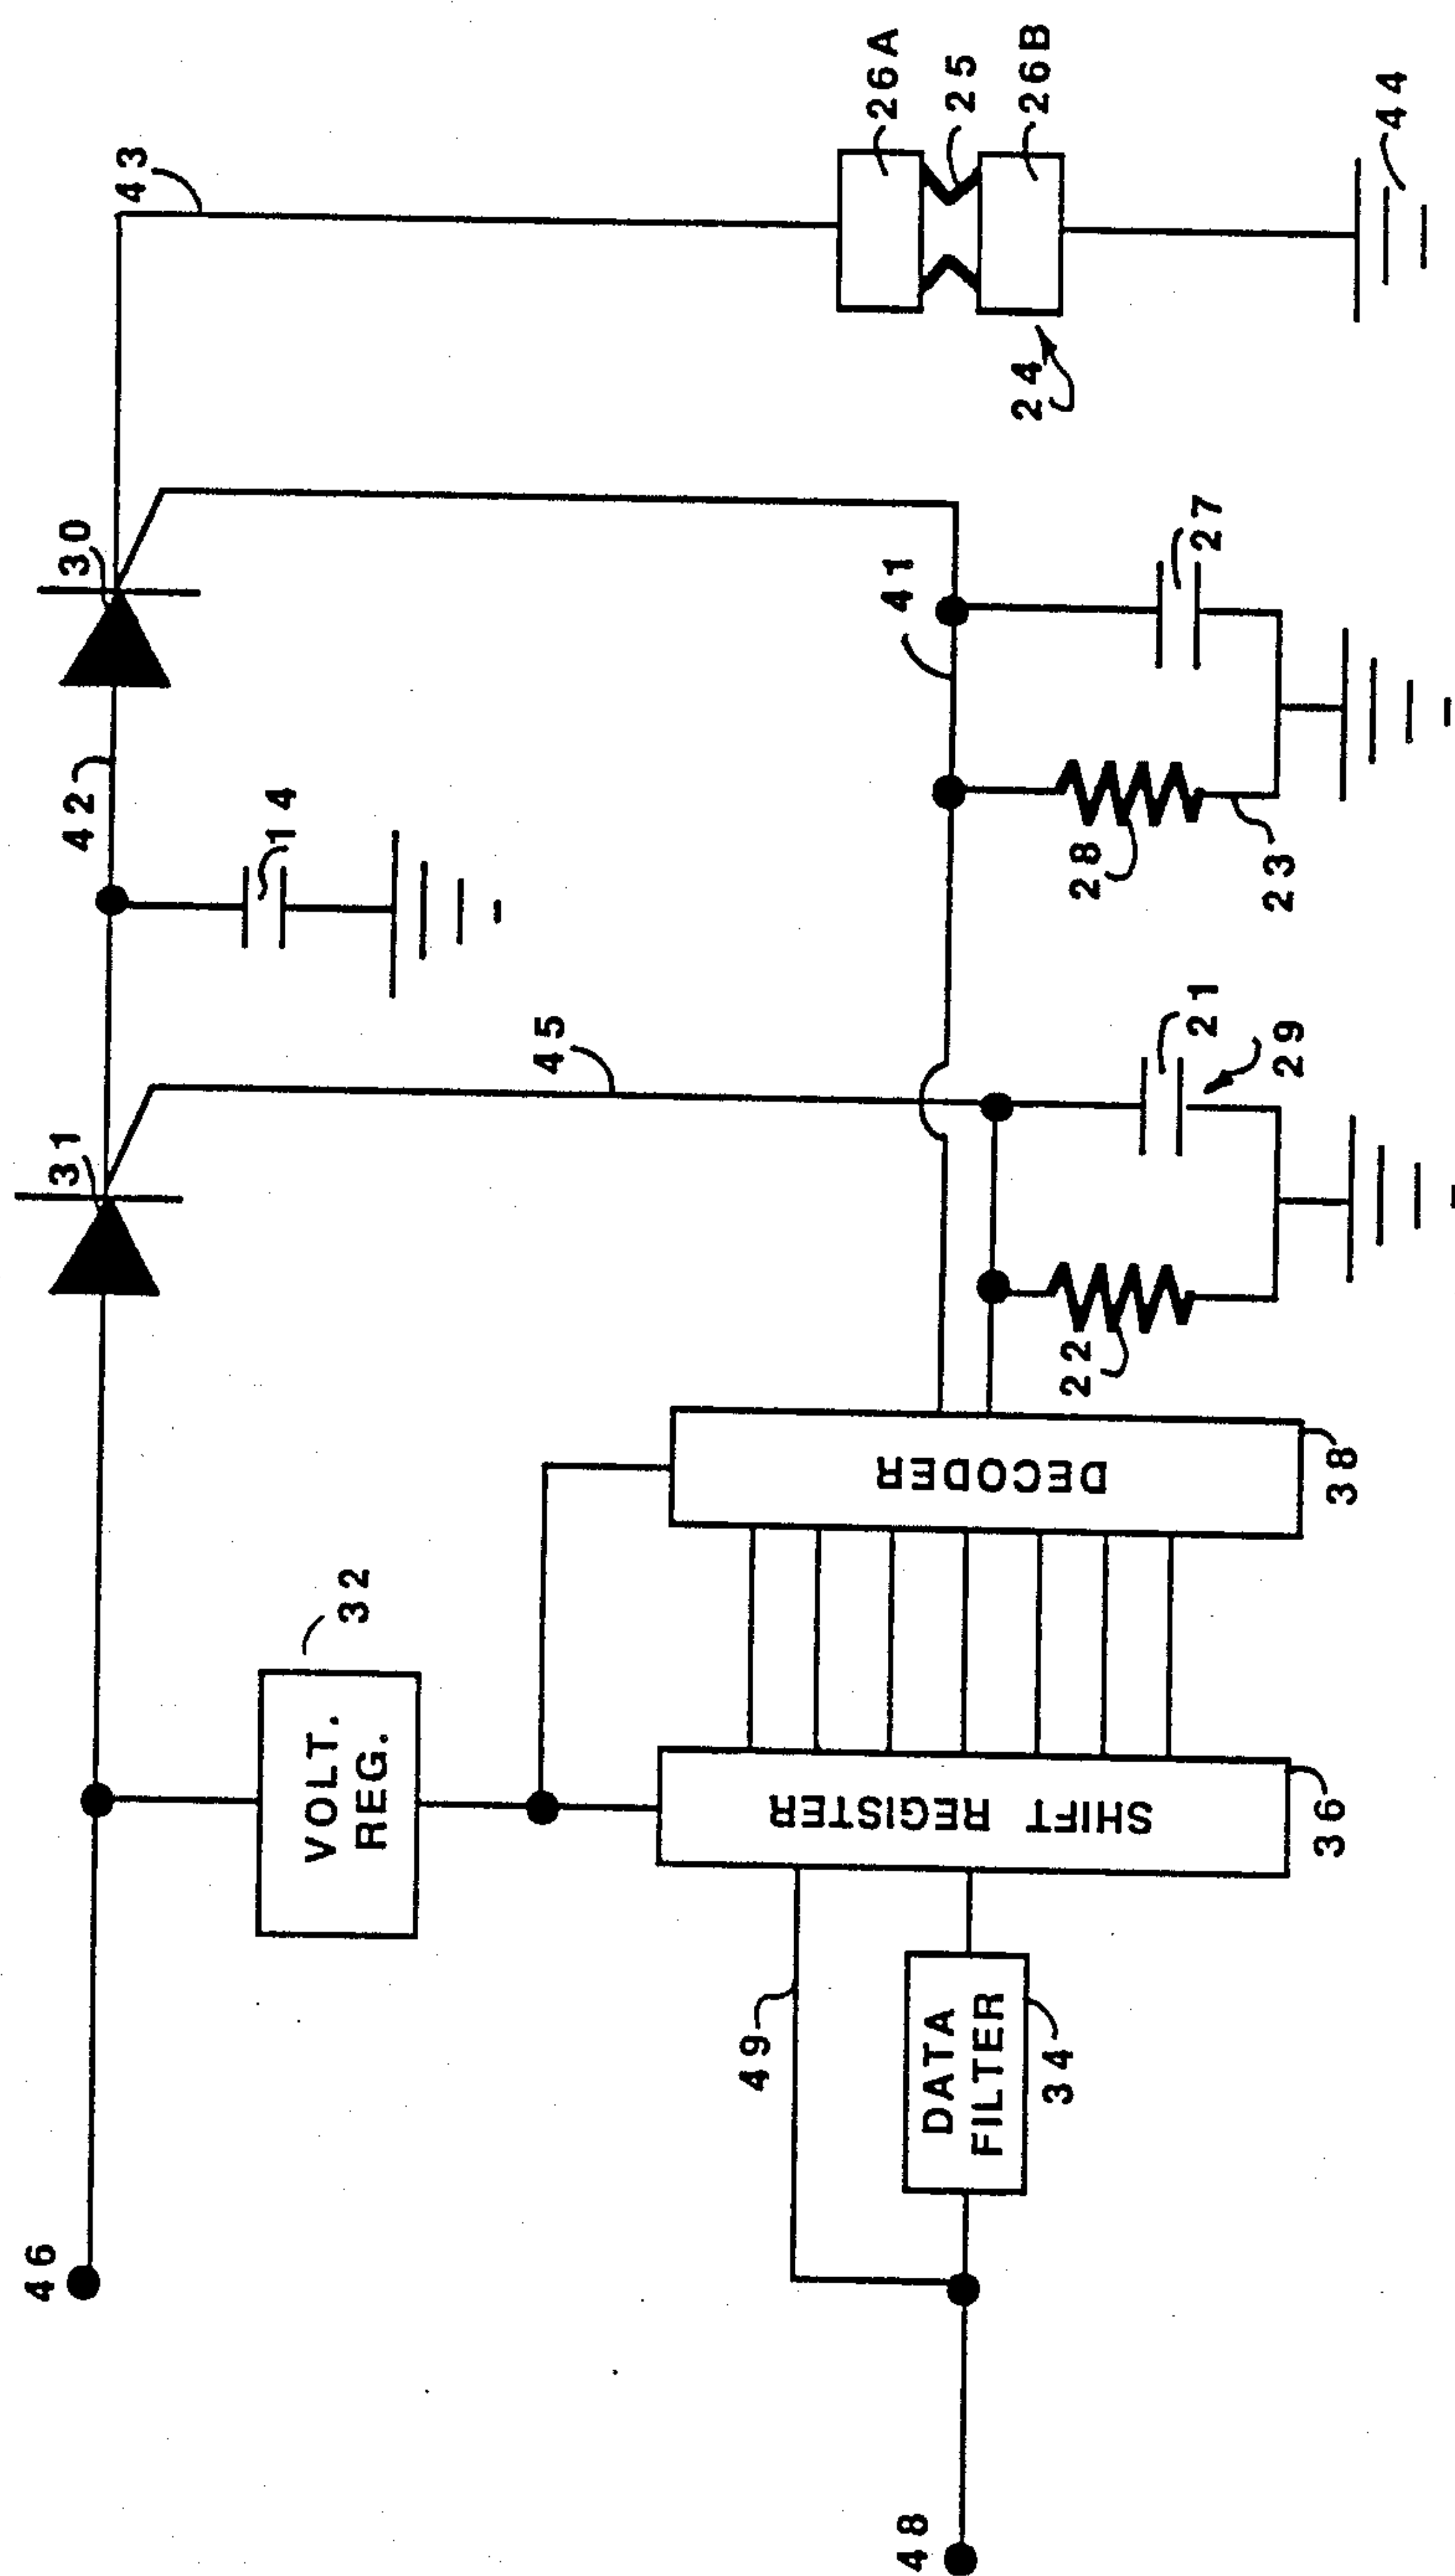 46
31
42
30
43
14
45
VOLT.
REG.
32
26A
25
26B
24
44
41
49
48
DATA
FILTER
34
SHIFT REGISTER
36
DECODER
38
22
21
29
28
23
27